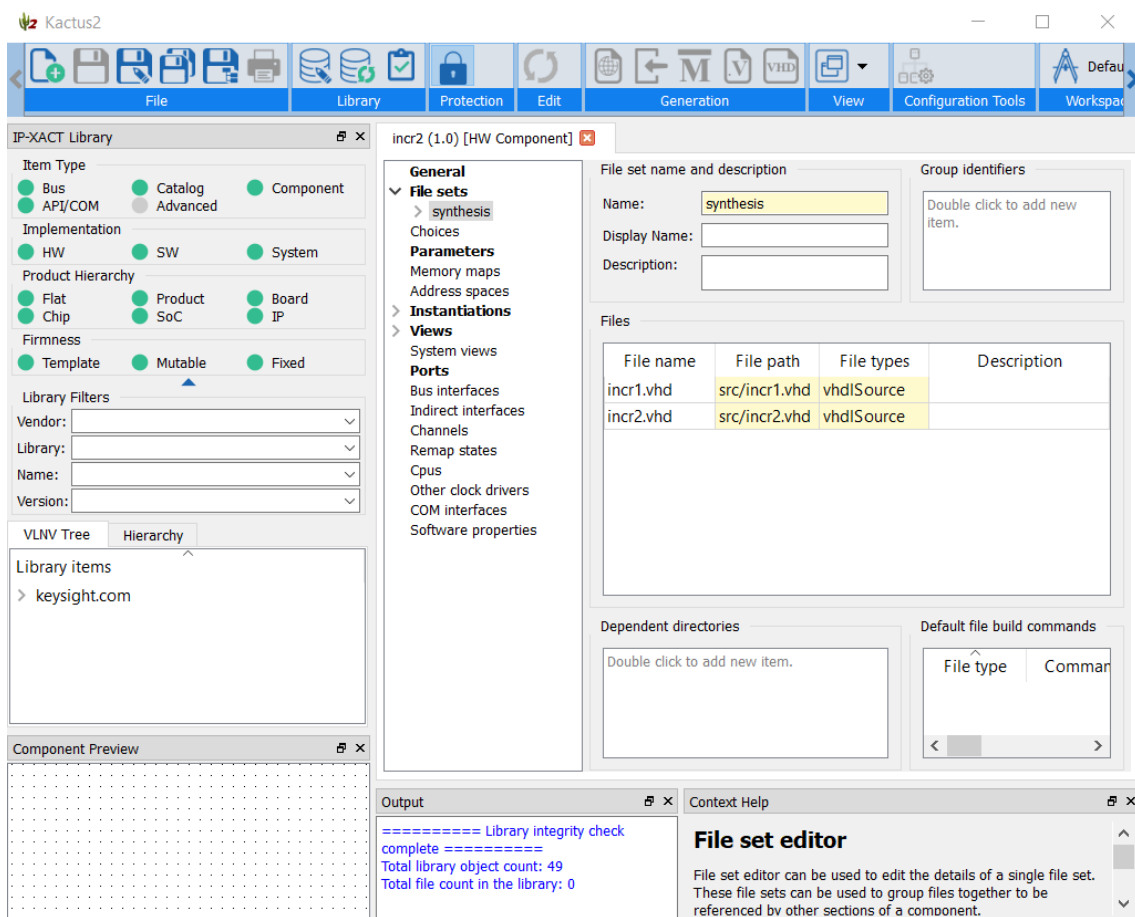 Kactus2
File
Library
Protection
Edit
Generation
View
Configuration Tools
Defau
Workspac
M
V
VHD
IP-XACT Library
Item Type
Bus
Catalog
Component
API/COM
Advanced
Implementation
HW
SW
System
Product Hierarchy
Flat
Product
Board
Chip
SoC
IP
Firmness
Template
Mutable
Fixed
Library Filters
Vendor:
Library:
Name:
Version:
VLNV Tree
Hierarchy
Library items
keysight.com
Component Preview
incr2 (1.0) [HW Component]
General
File sets
synthesis
Choices
Parameters
Memory maps
Address spaces
Instantiations
Views
System views
Ports
Bus interfaces
Indirect interfaces
Channels
Remap states
Cpus
Other clock drivers
COM interfaces
Software properties
File set name and description
Name: synthesis
Display Name:
Description:
Group identifiers
Double click to add new
item.
Files
File name File path File types Description
incr1.vhd src/incr1.vhd vhdlSource
incr2.vhd src/incr2.vhd vhdlSource
Dependent directories
Double click to add new item.
Default file build commands
File type Comman
Output
========== Library integrity check
complete ==========
Total library object count: 49
Total file count in the library: 0
Context Help
File set editor
File set editor can be used to edit the details of a single file set.
These file sets can be used to group files together to be
referenced by other sections of a component.